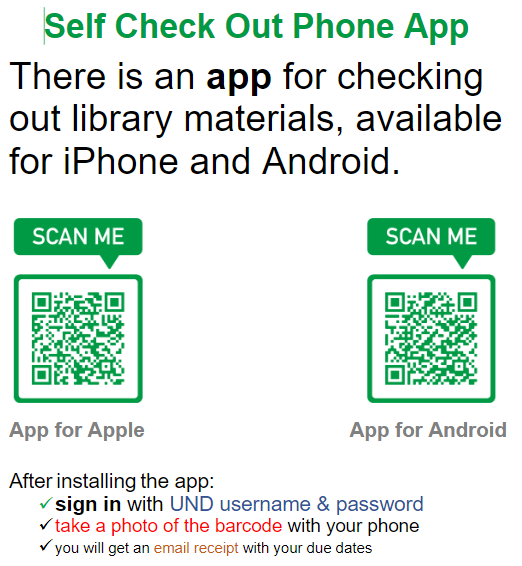 Self Check Out Phone App
There is an app for checking
out library materials, available
for iPhone and Android.
SCAN ME
SCAN ME
App for Apple
App for Android
After installing the app:
✓sign in with UND username & password
✓take a photo of the barcode with your phone
✓you will get an email receipt with your due dates